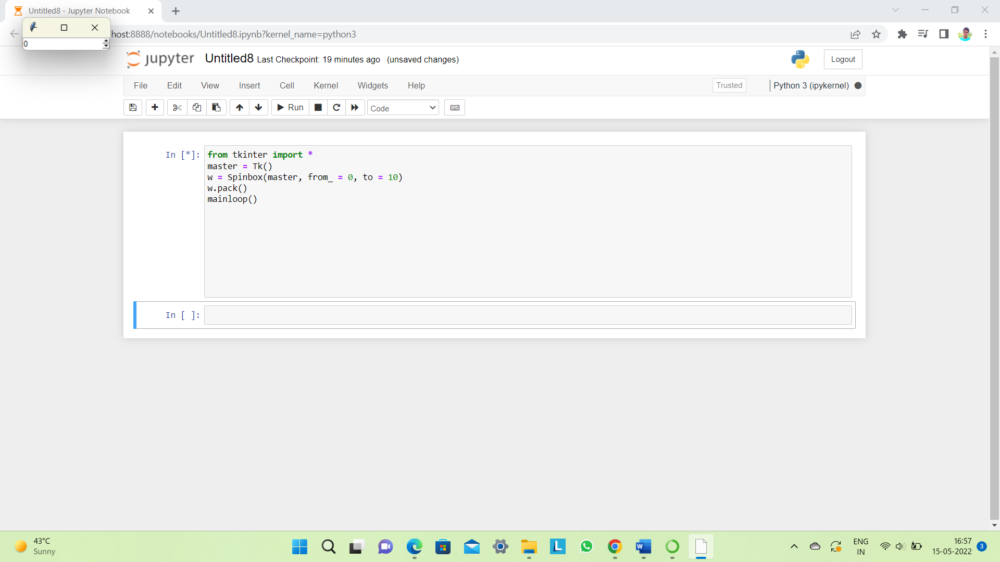 Untitled8 - Jupyter Notebook
host:8888/notebooks/Untitled8.ipynb?kernel_name=python3
0
jupyter Untitled8 Last Checkpoint: 19 minutes ago (unsaved changes)
Logout
File Edit View Insert Cell Kernel Widgets Help
Trusted
Python 3 (ipykernel)
Run
Code
In [*]:
from tkinter import *
master = Tk()
w = Spinbox(master, from_ = 0, to = 10)
w.pack()
mainloop()
In [ ]:
43°C
Sunny
L
W
ENG
IN
16:57
15-05-2022
3